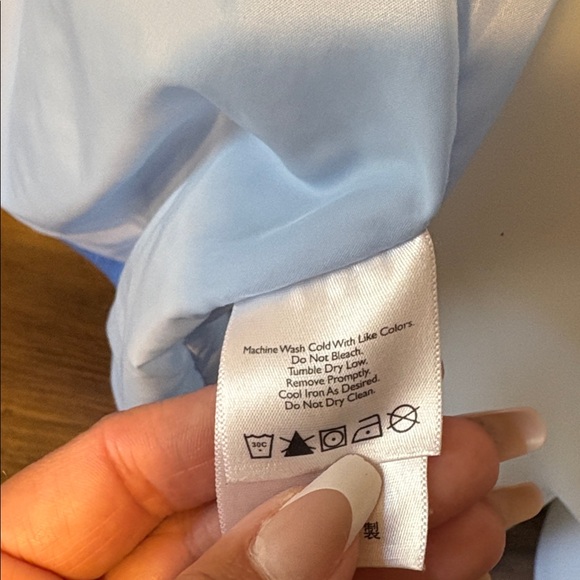 Machine Wash Cold With Like Colors.
Do Not Bleach.
Tumble Dry Low.
Remove Promptly.
Cool Iron As Desired.
Do Not Dry Clean.
30C
製